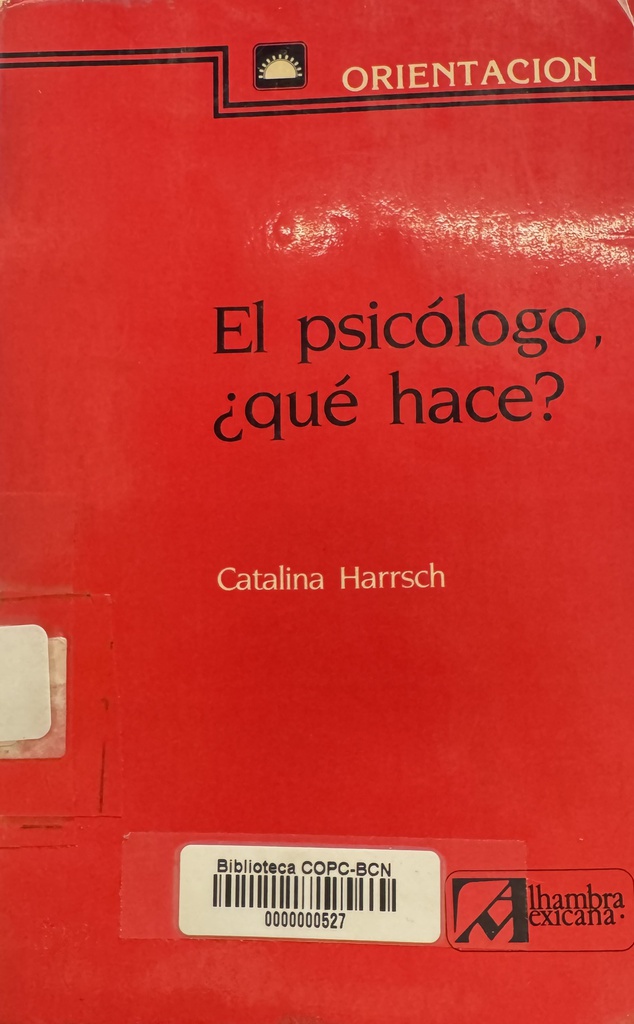 ORIENTACION
El psicólogo,
¿qué hace?
Catalina Harrsch
Biblioteca COPC-BCN
0000000527
Alhambra
Mexicana.